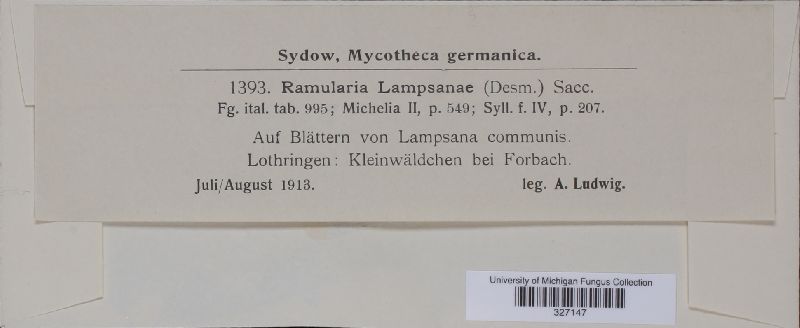 Sydow, Mycotheca germanica.
1393. Ramularia Lampsanae (Desm.) Sacc.
Fg. ital. tab. 995; Michelia II, p. 549; Syll. f. IV, p. 207.
Auf Blättern von Lampsana communis.
Lothringen: Kleinwäldchen bei Forbach.
Juli/August 1913. leg. A. Ludwig.
University of Michigan Fungus Collection
327147